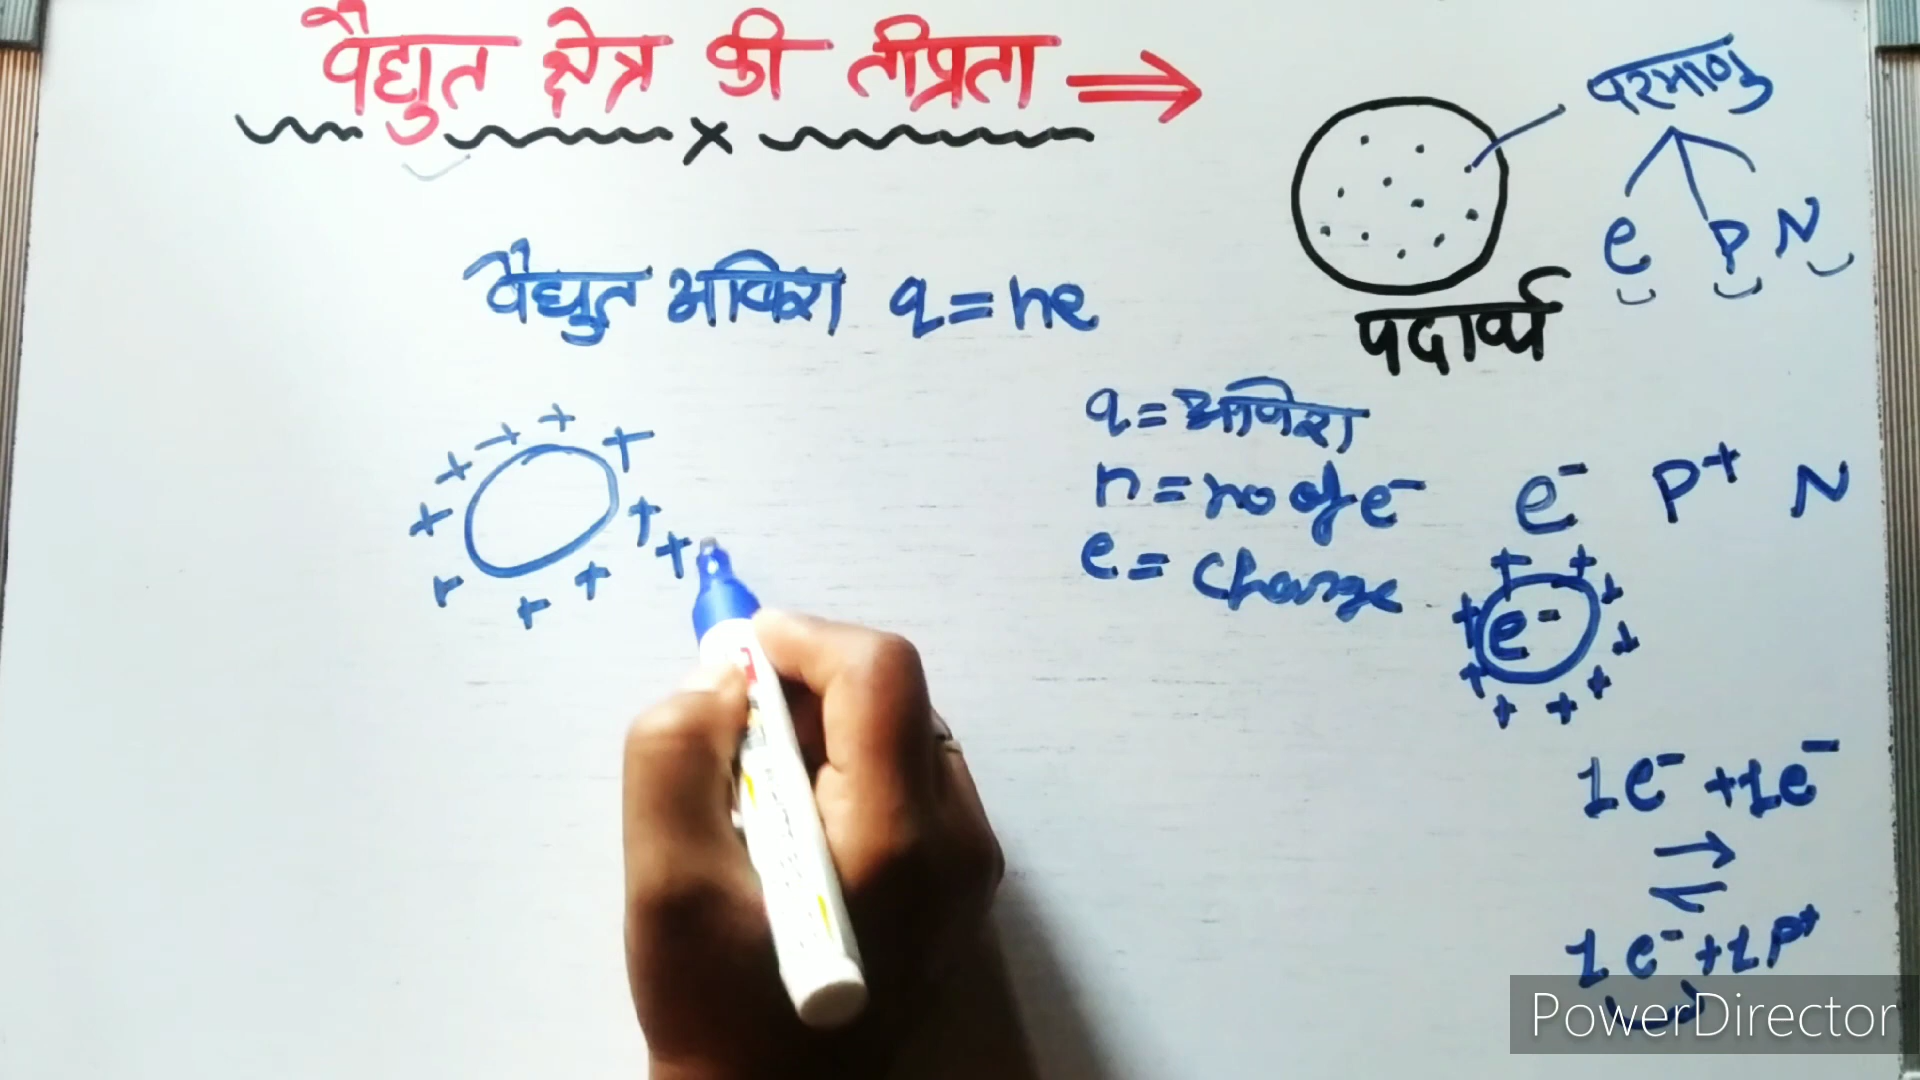 वैद्युत क्षेत्र की तीव्रता ⇒
परमाणु
e P N
पदार्थ
वैद्युत आवेश q = ne
q = आवेश
n = no of e⁻
e = Charge
e⁻ P⁺ N
e⁻
1e⁻ + 1e⁻
1e⁻ + 1P⁺
PowerDirector